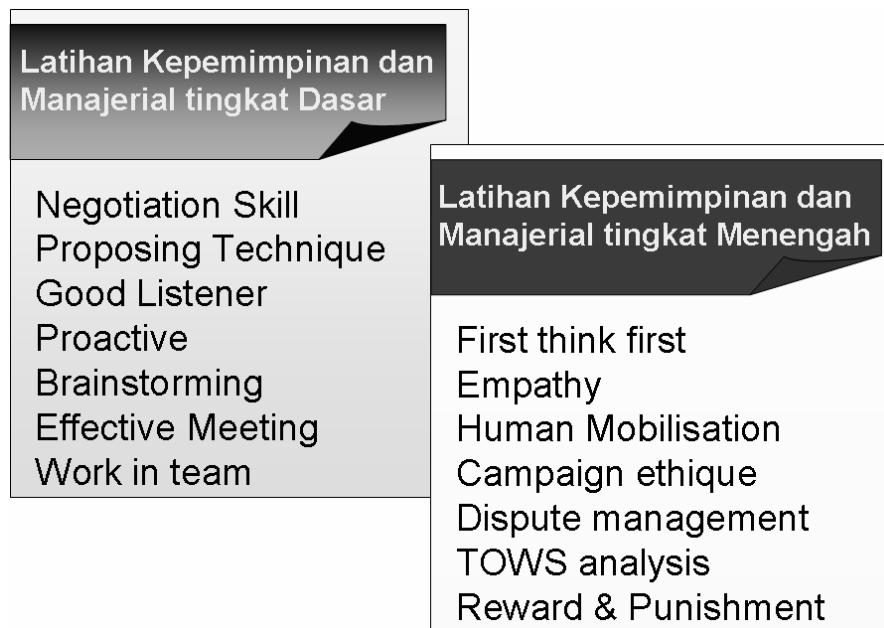 Latihan Kepemimpinan dan
Manajerial tingkat Dasar
Negotiation Skill
Proposing Technique
Good Listener
Proactive
Brainstorming
Effective Meeting
Work in team
Latihan Kepemimpinan dan
Manajerial tingkat Menengah
First think first
Empathy
Human Mobilisation
Campaign ethique
Dispute management
TOWS analysis
Reward & Punishment